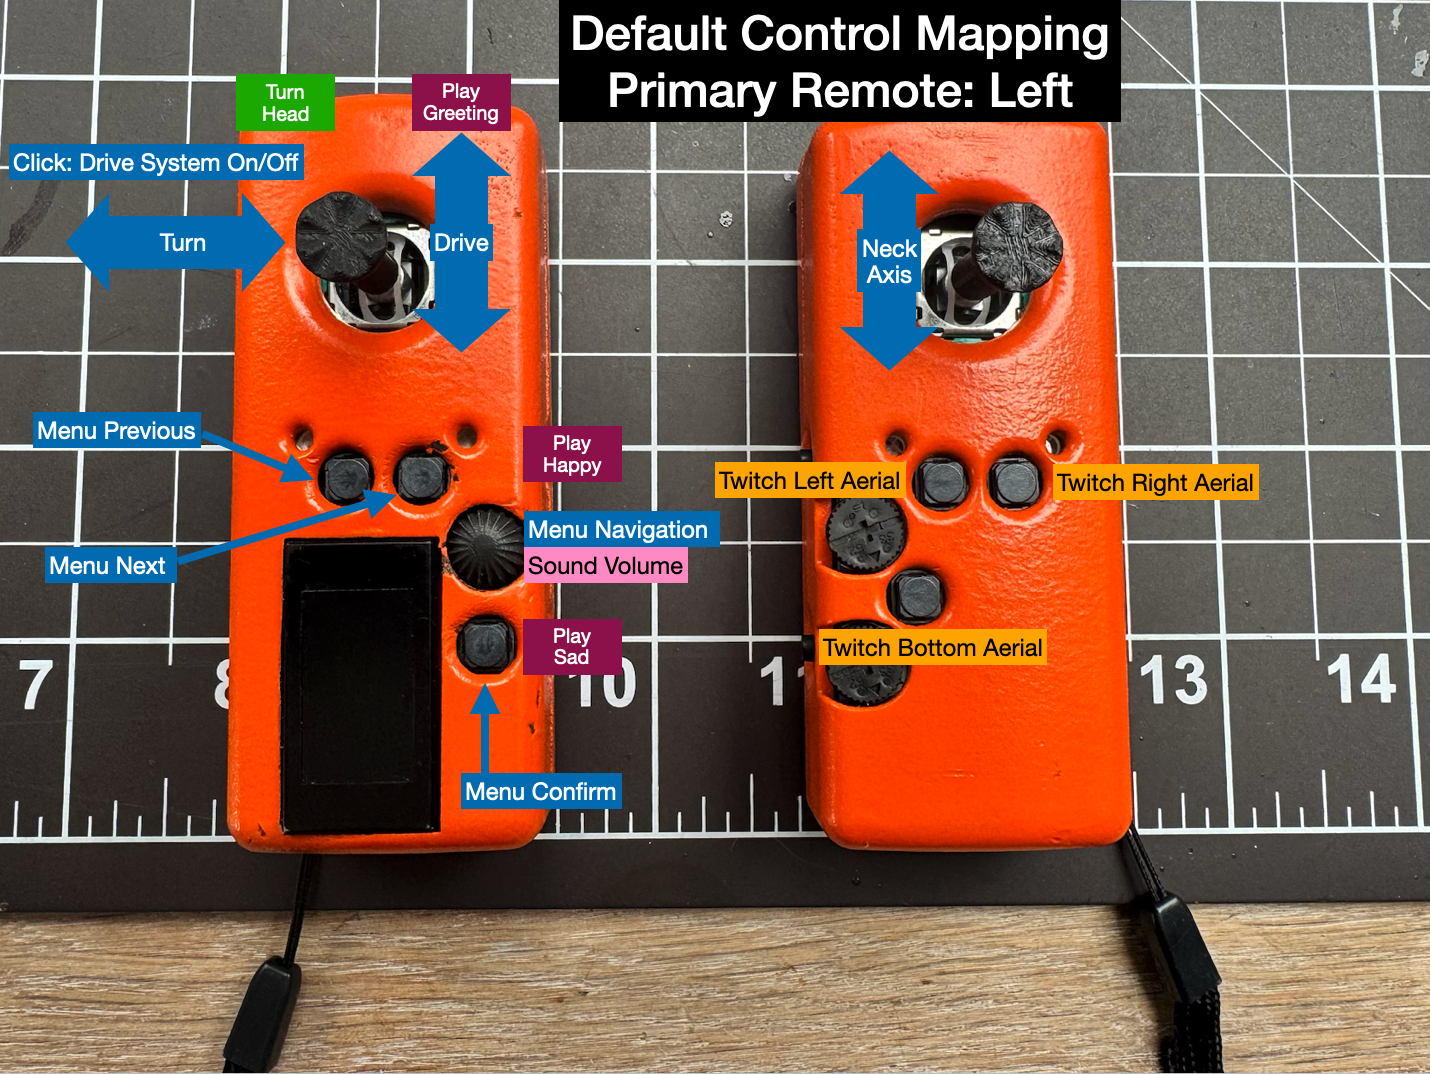 Default Control Mapping
Primary Remote: Left
Turn
Head
Play
Greeting
Click: Drive System On/Off
Turn
Drive
Neck
Axis
Menu Previous
Play
Happy
Twitch Left Aerial
Twitch Right Aerial
Menu Navigation
Menu Next
Sound Volume
Play
Sad
Twitch Bottom Aerial
7
8
10
11
13
14
Menu Confirm